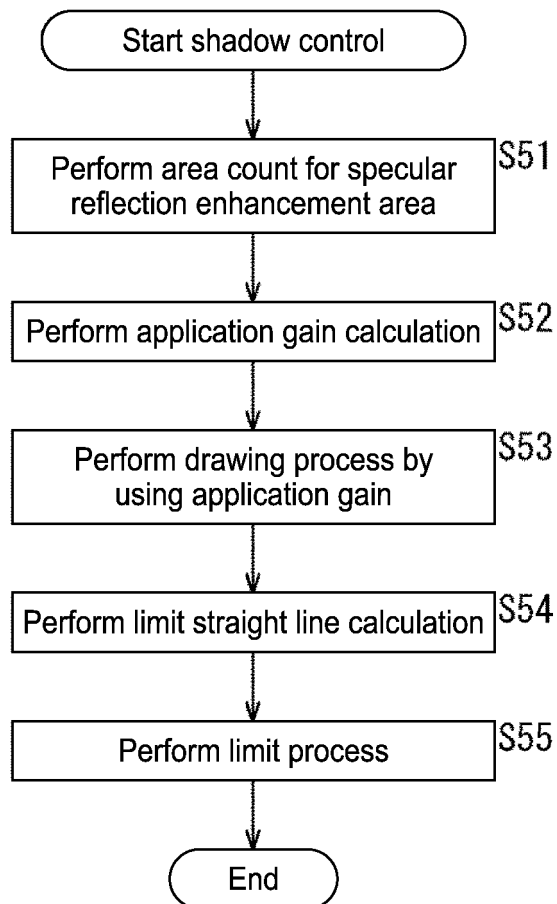 Start shadow control
S51
Perform area count for specular
reflection enhancement area
S52
Perform application gain calculation
S53
Perform drawing process by
using application gain
S54
Perform limit straight line calculation
S55
Perform limit process
End